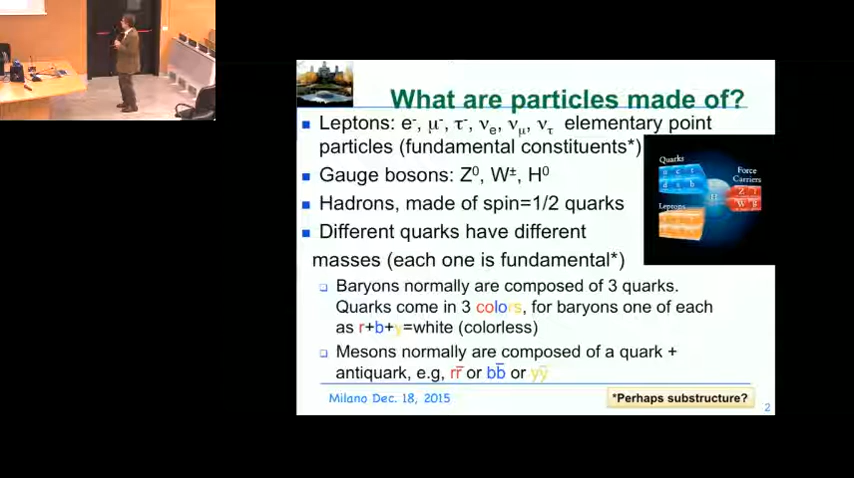 What are particles made of?
Leptons: e⁻, μ⁻, τ⁻, νe, νμ, ντ elementary point
particles (fundamental constituents*)
Gauge bosons: Z⁰, W±, H⁰
Hadrons, made of spin=1/2 quarks
Different quarks have different
masses (each one is fundamental*)
Baryons normally are composed of 3 quarks.
Quarks come in 3 colors, for baryons one of each
as r+b+y=white (colorless)
Mesons normally are composed of a quark +
antiquark, e.g, rr̅ or bb̅ or yy̅
Quarks
u c t
d s b
Leptons
H
Force
Carriers
Z
W g
Milano Dec. 18, 2015
*Perhaps substructure?
2